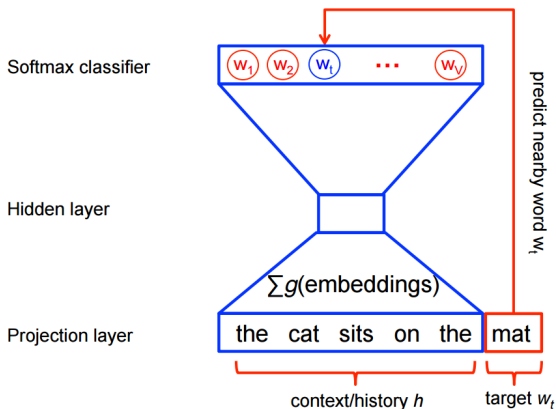 Softmax classifier
w1 w2 wt ... wV
predict nearby word wt
Hidden layer
∑g(embeddings)
Projection layer
the cat sits on the mat
context/history h
target wt